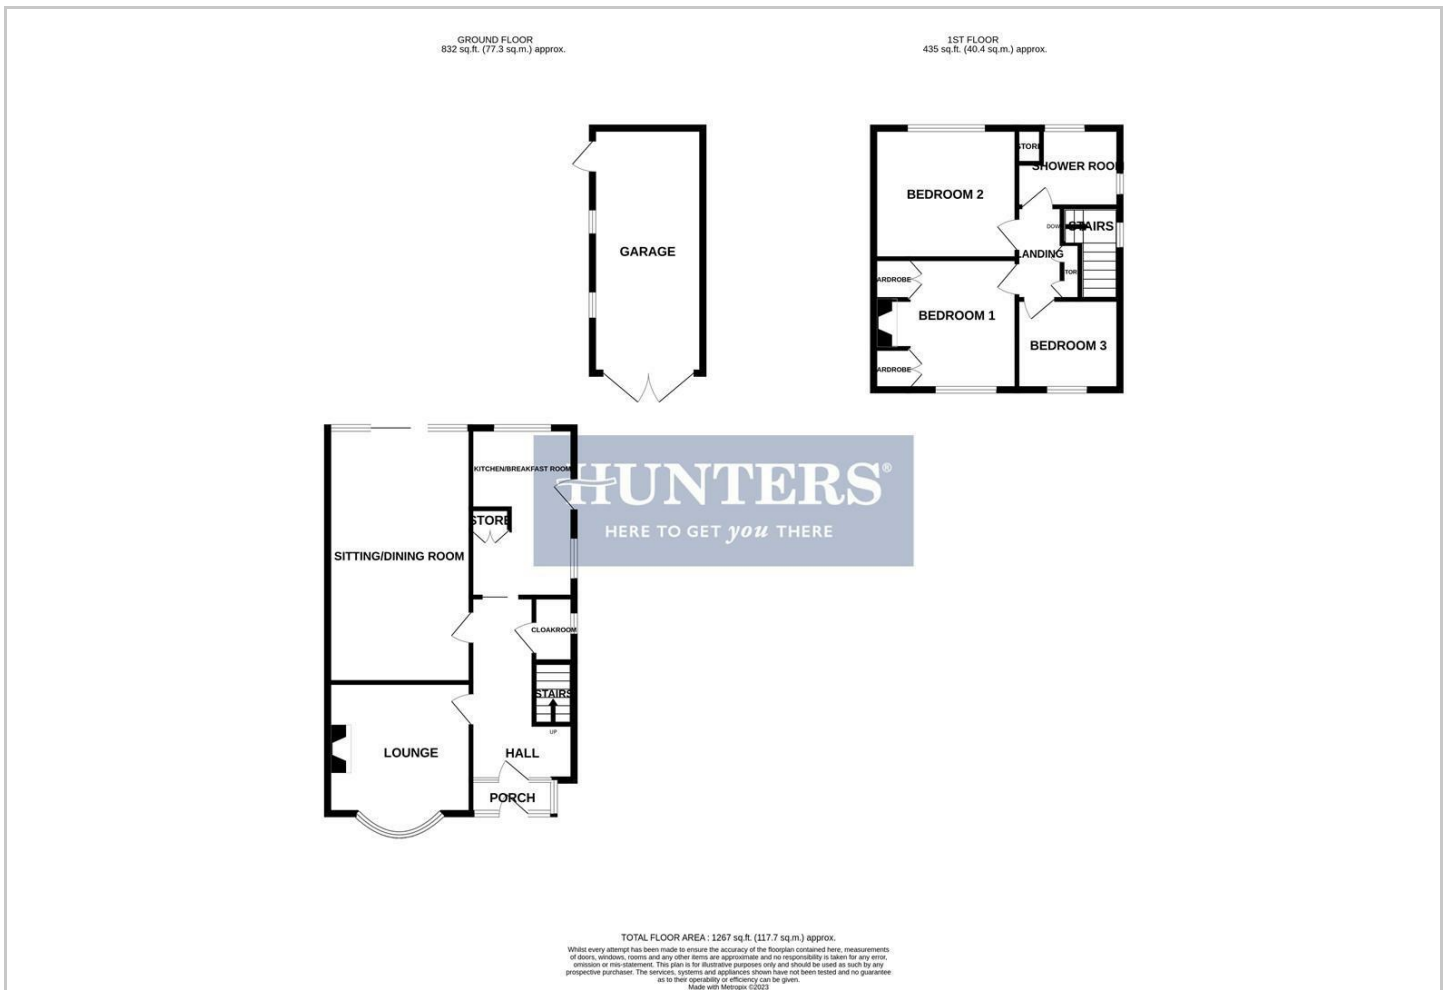 GROUND FLOOR
832 sq.ft. (77.3 sq.m.) approx.
1ST FLOOR
435 sq.ft. (40.4 sq.m.) approx.
GARAGE
BEDROOM 2
STORE
SHOWER ROOM
DOWN
STAIRS
LANDING
STORE
WARDROBE
BEDROOM 1
WARDROBE
BEDROOM 3
KITCHEN/BREAKFAST ROOM
STORE
SITTING/DINING ROOM
CLOAKROOM
STAIRS
UP
LOUNGE
HALL
PORCH
HUNTERS®
HERE TO GET you THERE
TOTAL FLOOR AREA : 1267 sq.ft. (117.7 sq.m.) approx.
Whilst every attempt has been made to ensure the accuracy of the floorplan contained here, measurements
of doors, windows, rooms and any other items are approximate and no responsibility is taken for any error,
omission or mis-statement. This plan is for illustrative purposes only and should be used as such by any
prospective purchaser. The services, systems and appliances shown have not been tested and no guarantee
as to their operability or efficiency can be given.
Made with Metropix ©2023